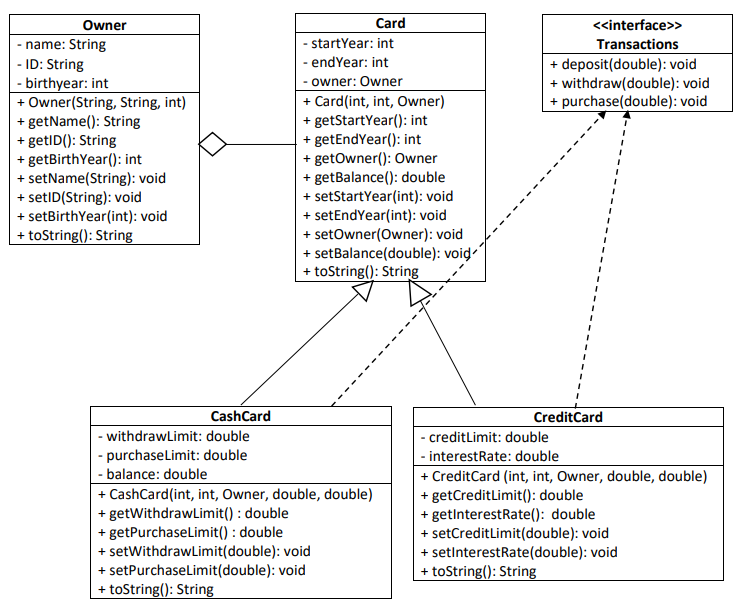 Owner
- name: String
- ID: String
- birthyear: int
+ Owner(String, String, int)
+ getName(): String
+ getID(): String
+ getBirthYear(): int
+ setName(String): void
+ setID(String): void
+ setBirthYear(int): void
+ toString(): String
Card
- startYear: int
- endYear: int
- owner: Owner
+ Card(int, int, Owner)
+ getStartYear(): int
+ getEndYear(): int
+ getOwner(): Owner
+ getBalance(): double
+ setStartYear(int): void
+ setEndYear(int): void
+ setOwner(Owner): void
+ setBalance(double): void
+ toString(): String
<<interface>>
Transactions
+ deposit(double): void
+ withdraw(double): void
+ purchase(double): void
CashCard
- withdrawLimit: double
- purchaseLimit: double
- balance: double
+ CashCard(int, int, Owner, double, double)
+ getWithdrawLimit() : double
+ getPurchaseLimit() : double
+ setWithdrawLimit(double): void
+ setPurchaseLimit(double): void
+ toString(): String
CreditCard
- creditLimit: double
- interestRate: double
+ CreditCard (int, int, Owner, double, double)
+ getCreditLimit(): double
+ getInterestRate():  double
+ setCreditLimit(double): void
+ setInterestRate(double): void
+ toString(): String